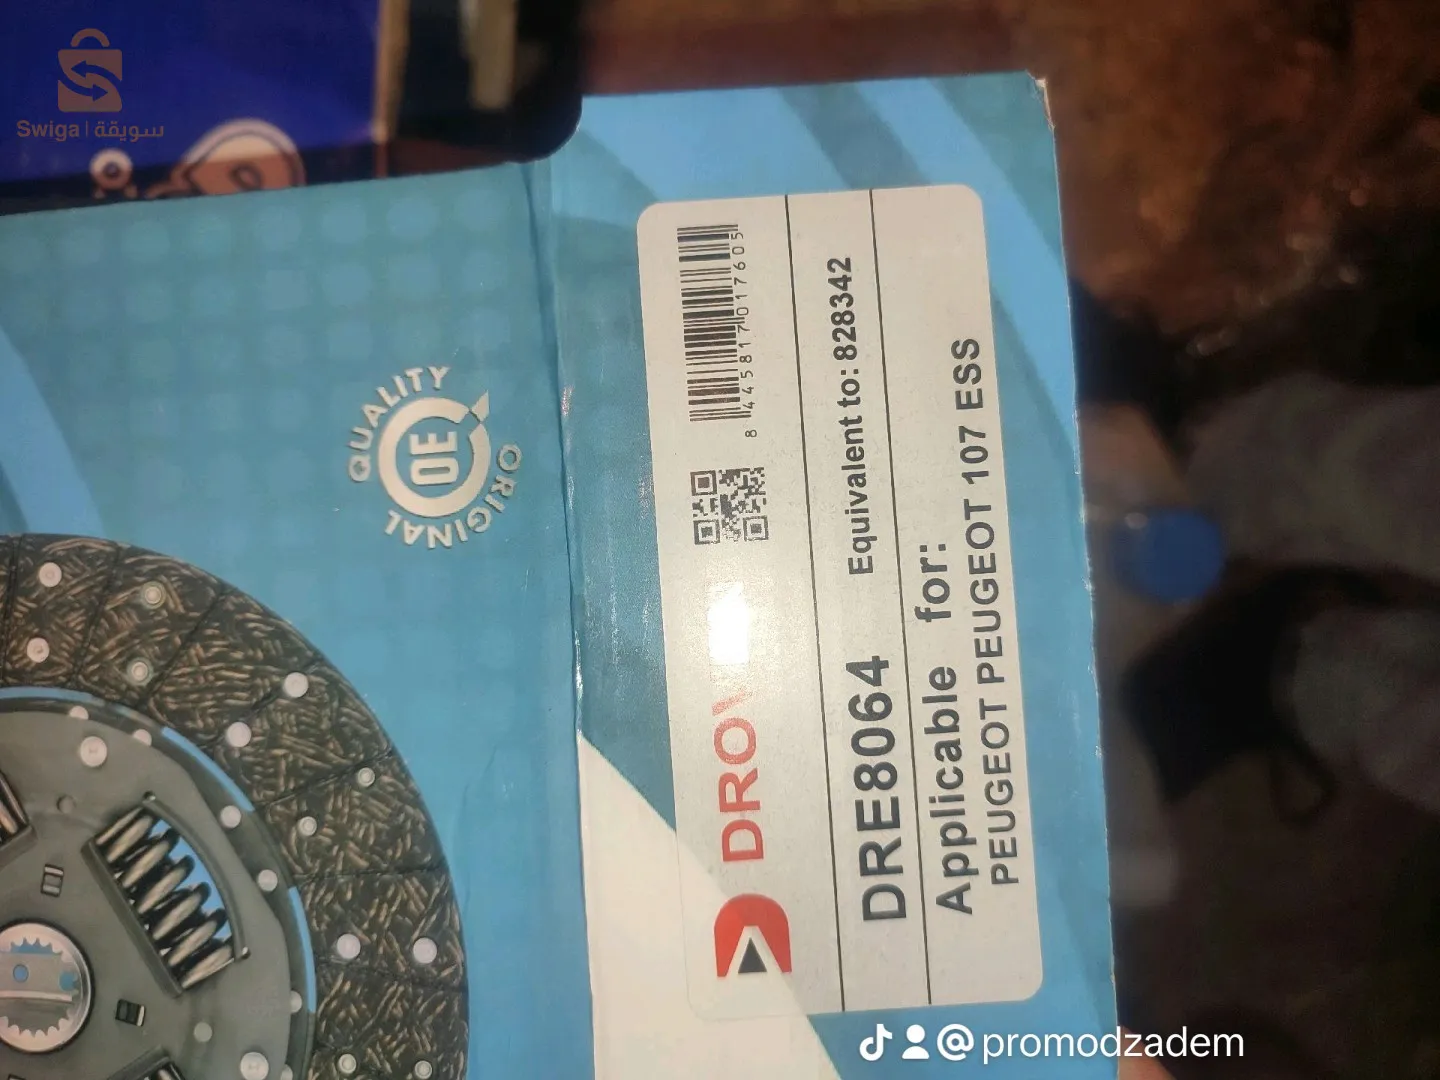 Swiga | سويقة
QUALITY
OE
ORIGINAL
8 445817 017605
DRO
DRE8064 Equivalent to: 828342
Applicable for:
PEUGEOT PEUGEOT 107 ESS
@promodzadem